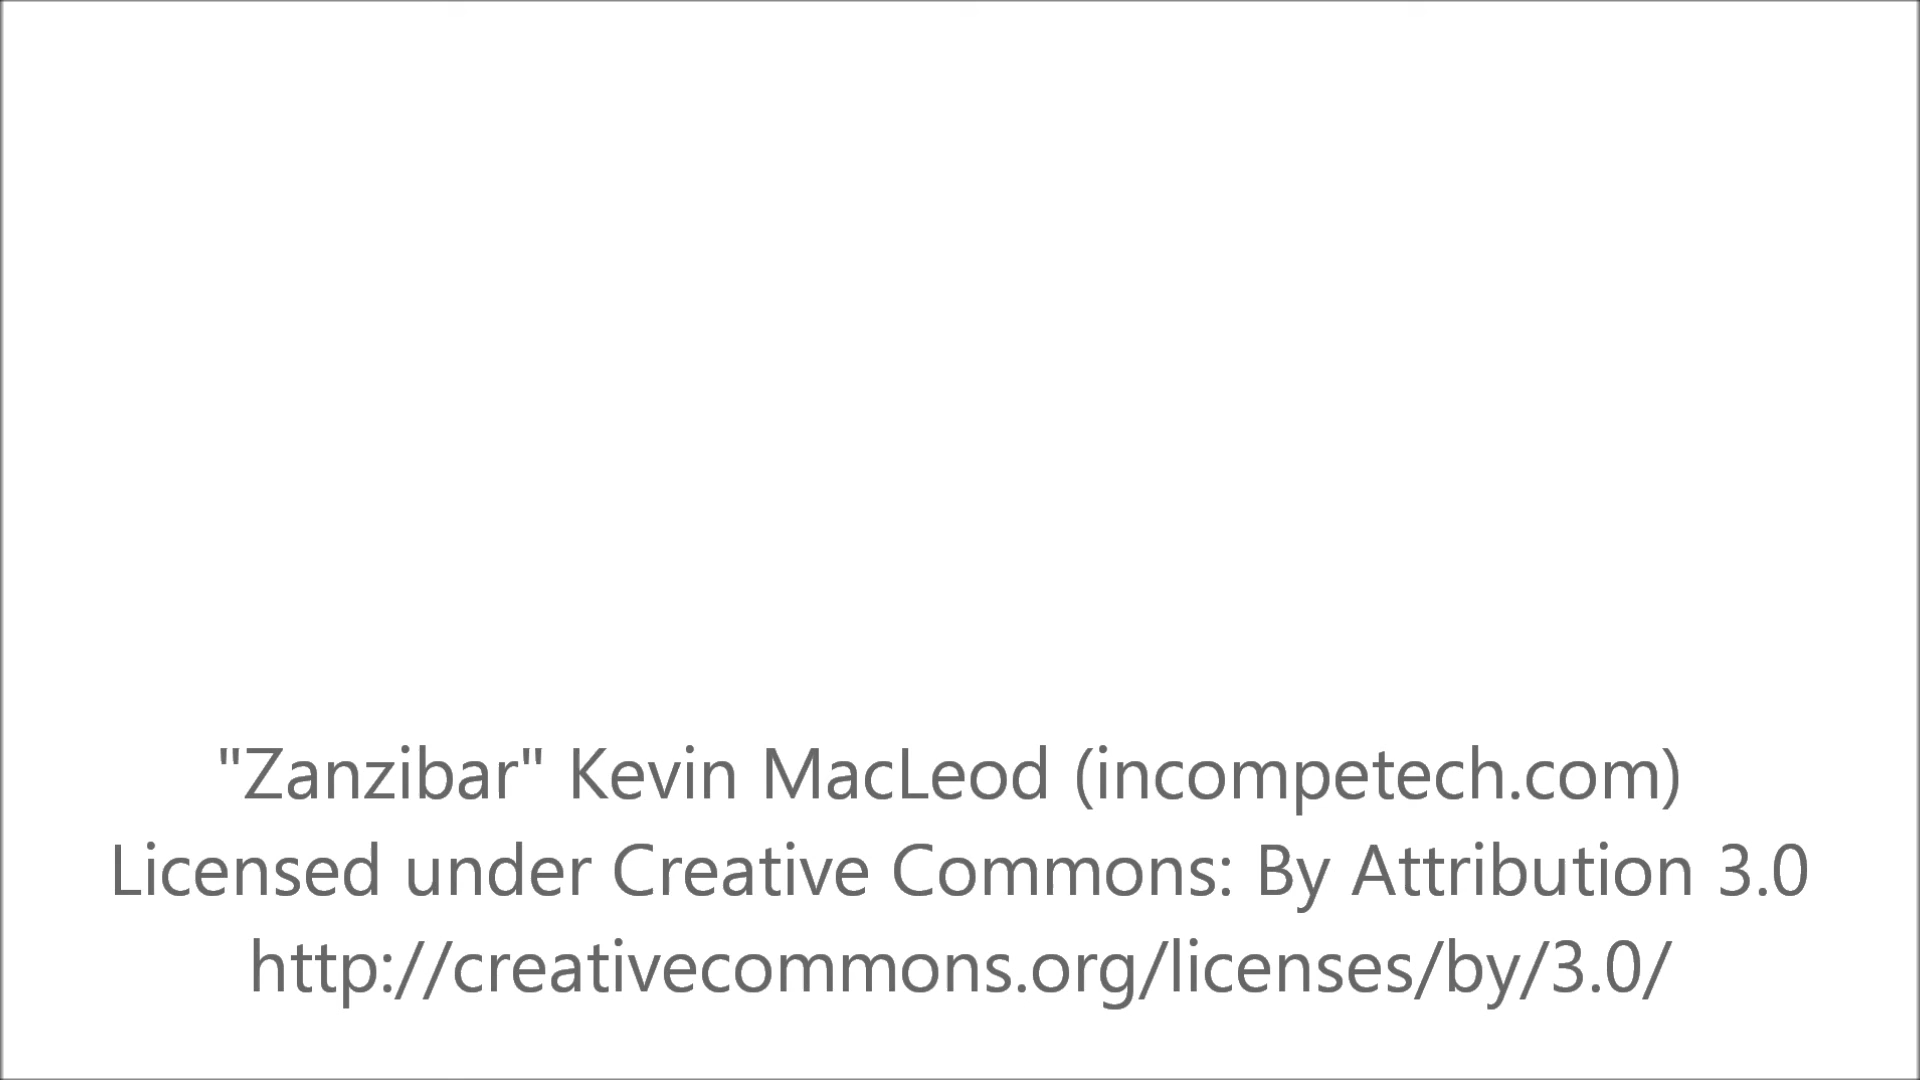 "Zanzibar" Kevin MacLeod (incompetech.com)
Licensed under Creative Commons: By Attribution 3.0
http://creativecommons.org/licenses/by/3.0/